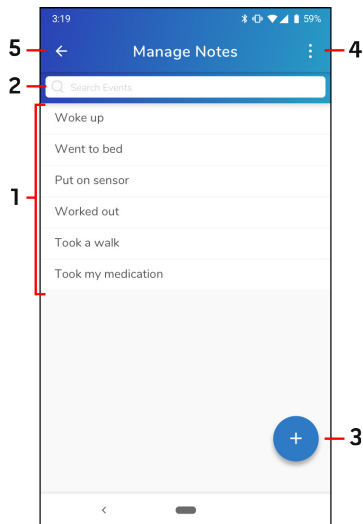 3:19 59%
5 Manage Notes 4
2 Search Events
Woke up
Went to bed
Put on sensor
1 Worked out
Took a walk
Took my medication
+ 3